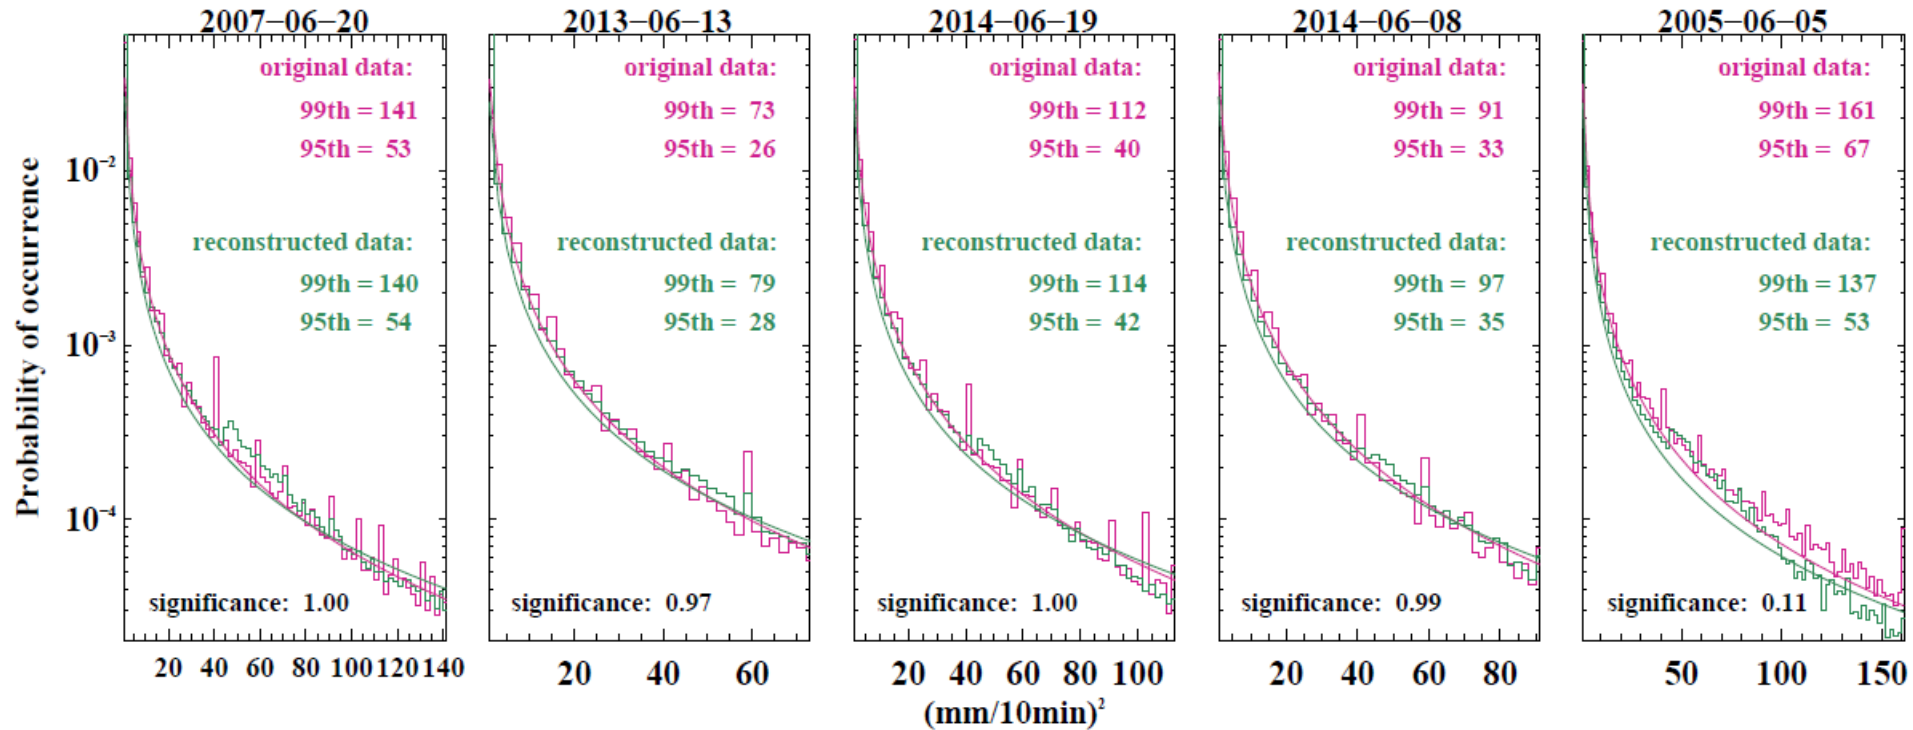 2007−06−20
2013−06−13
2014−06−19
2014−06−08
2005−06−05
Probability of occurrence
10−2
10−3
10−4
original data:
99th = 141
95th = 53
reconstructed data:
99th = 140
95th = 54
significance: 1.00
20 40 60 80 100 120 140
original data:
99th = 73
95th = 26
reconstructed data:
99th = 79
95th = 28
significance: 0.97
20 40 60
original data:
99th = 112
95th = 40
reconstructed data:
99th = 114
95th = 42
significance: 1.00
20 40 60 80 100
original data:
99th = 91
95th = 33
reconstructed data:
99th = 97
95th = 35
significance: 0.99
20 40 60 80
original data:
99th = 161
95th = 67
reconstructed data:
99th = 137
95th = 53
significance: 0.11
50 100 150
(mm/10min)²